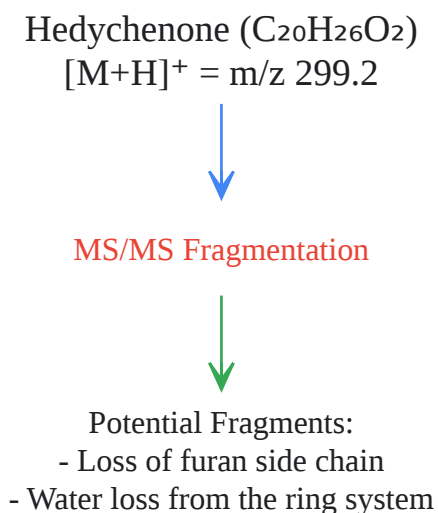 Hedychenone (C₂₀H₂₆O₂)
[M+H]⁺ = m/z 299.2
MS/MS Fragmentation
Potential Fragments:
- Loss of furan side chain
- Water loss from the ring system